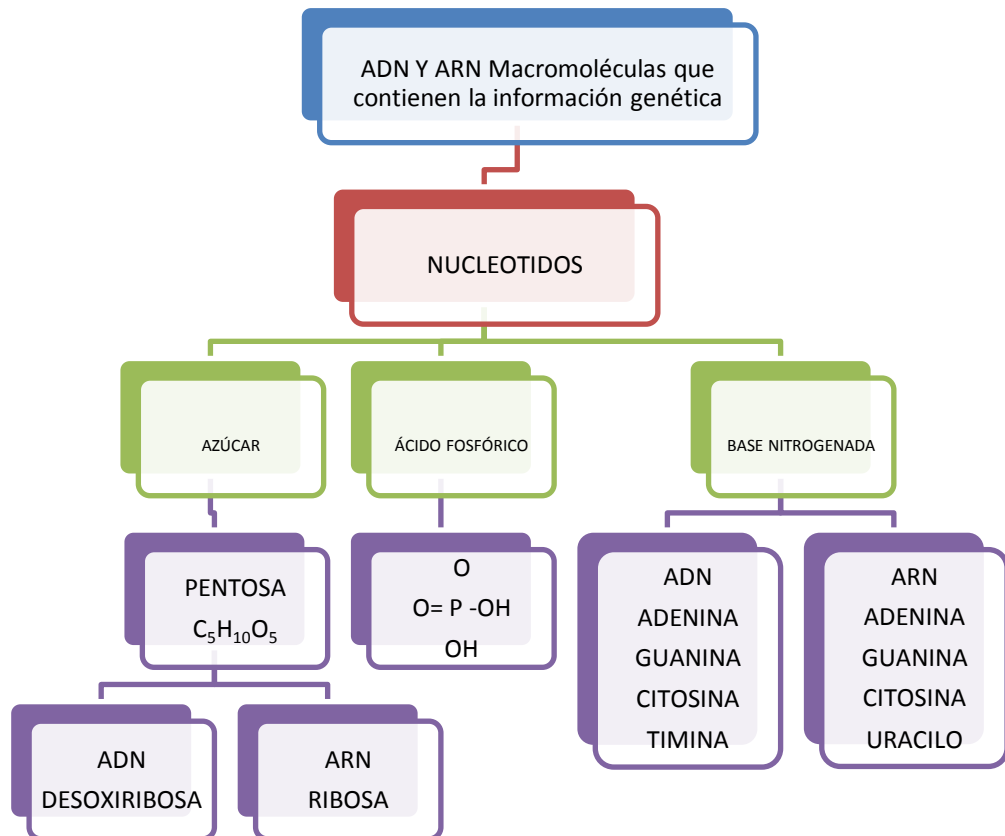 ADN Y ARN Macromoléculas que
contienen la información genética
NUCLEOTIDOS
AZÚCAR
ÁCIDO FOSFÓRICO
BASE NITROGENADA
PENTOSA
C₅H₁₀O₅
O
O= P -OH
OH
ADN
ADENINA
GUANINA
CITOSINA
TIMINA
ARN
ADENINA
GUANINA
CITOSINA
URACILO
ADN
DESOXIRIBOSA
ARN
RIBOSA